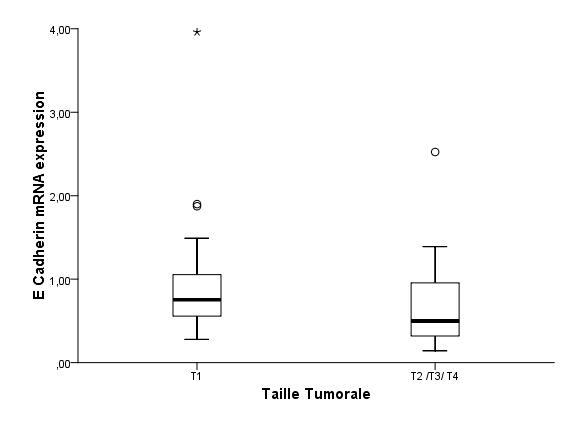 E Cadherin mRNA expression
4,00
3,00
2,00
1,00
,00
T1
T2 /T3/ T4
Taille Tumorale